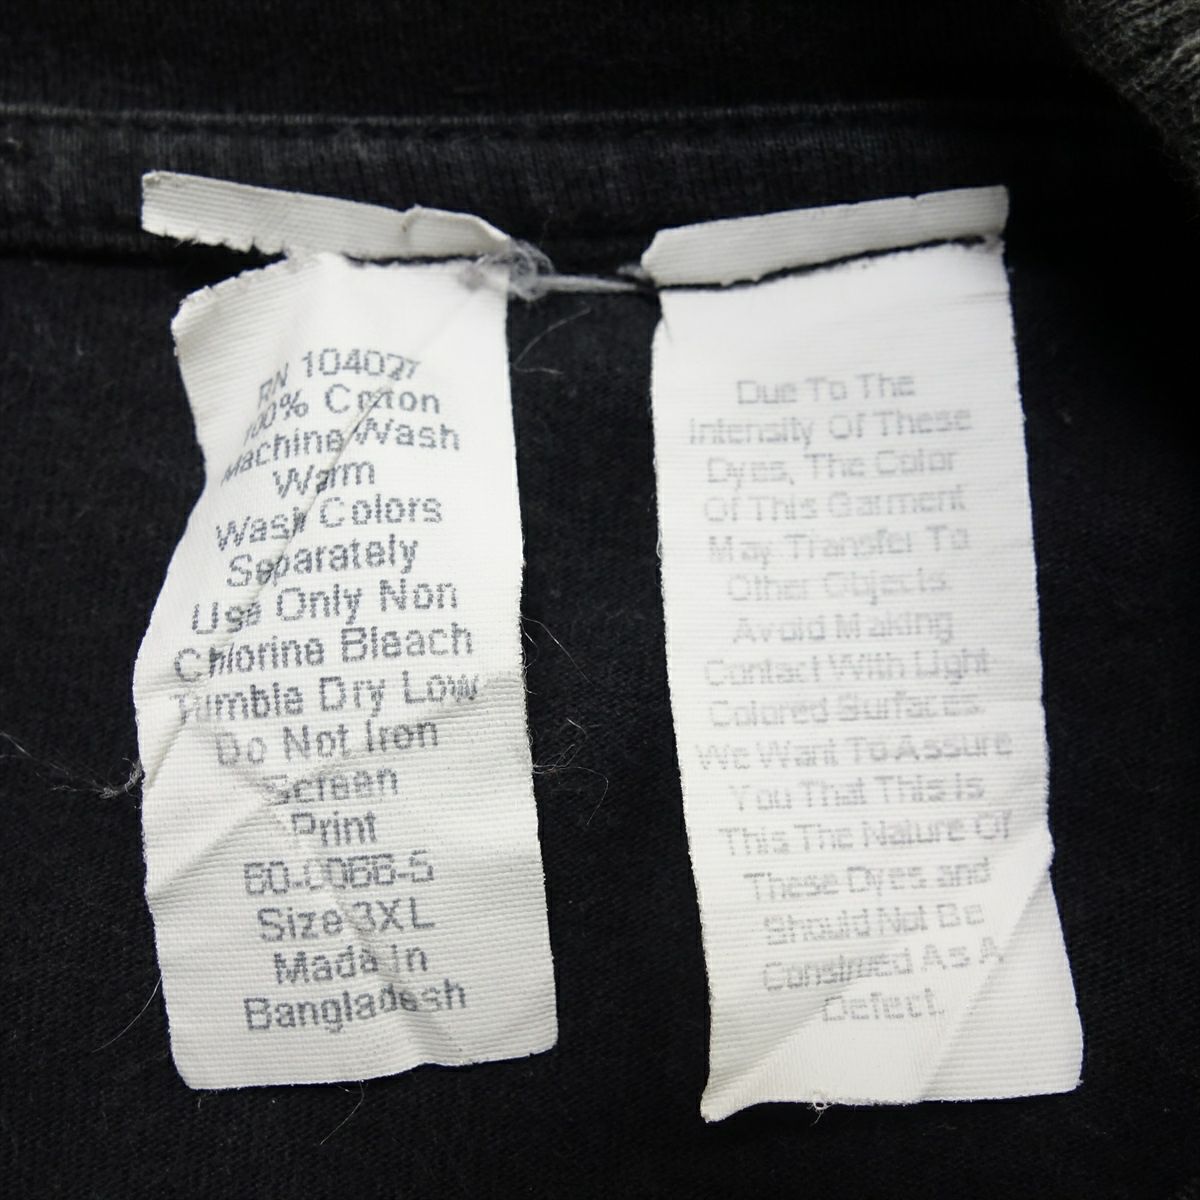 RN 104027
100% Cotton
Machine Wash
Warm
Wash Colors
Separately
Use Only Non
Chlorine Bleach
Tumble Dry Low
Do Not Iron
Screen
Print
60-0066-5
Size 3XL
Made in
Bangladesh
Due To The
Intensity Of These
Dyes, The Color
Of This Garment
May Transfer To
Other Objects.
Avoid Making
Contact With Light
Colored Surfaces.
We Want To Assure
You That This is
This The Nature Of
These Dyes and
Should Not Be
Construed As A
Defect.